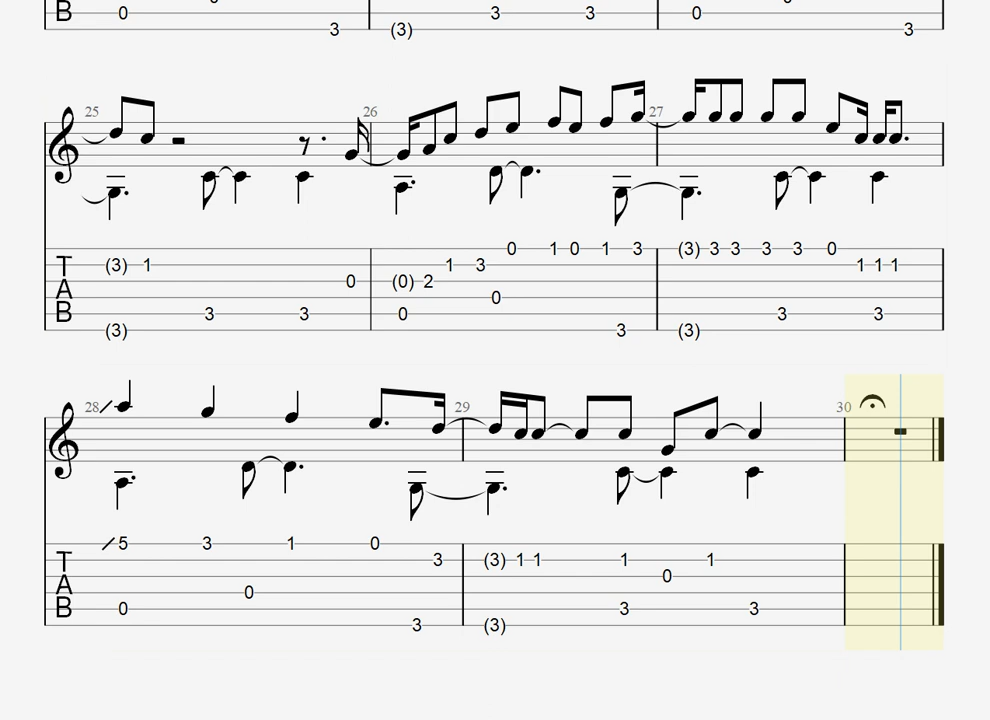 B 0 3 3 0
3 (3) 3
25 26 27
0 1 0 1 3 (3) 3 3 3 3 0
T (3) 1 1 3 1 1 1
0 (0) 2
A 0
B 3 3 0 3 3
(3) 3 (3)
28 29 30
5 3 1 0
T 3 (3) 1 1 1 1
0
A 0
B 0 3 3
3 (3)